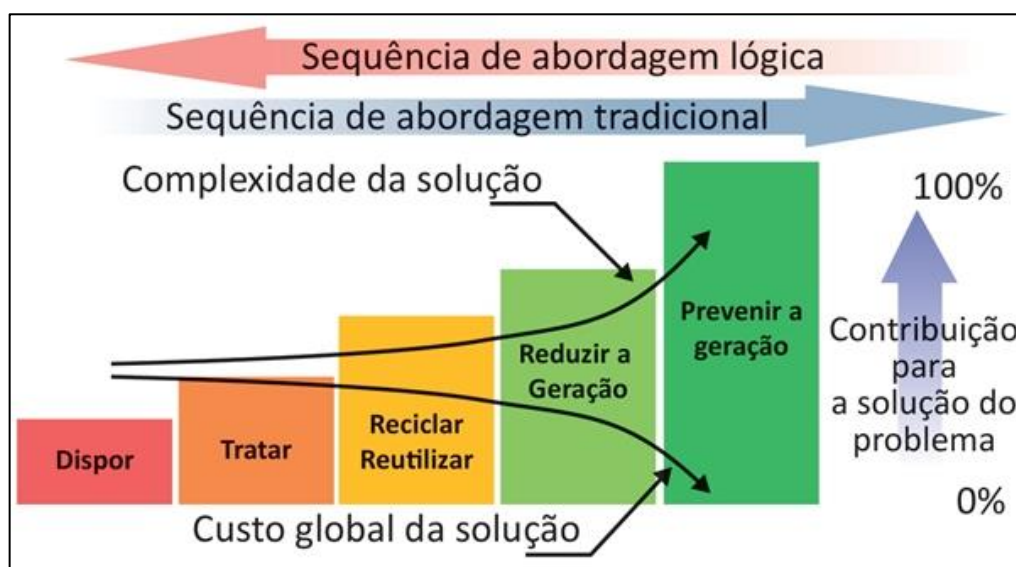 Sequência de abordagem lógica
Sequência de abordagem tradicional
Complexidade da solução
100%
Prevenir a
geração
Contribuição
para
a solução do
problema
Reduzir a
Geração
Reciclar
Reutilizar
Tratar
Dispor
0%
Custo global da solução